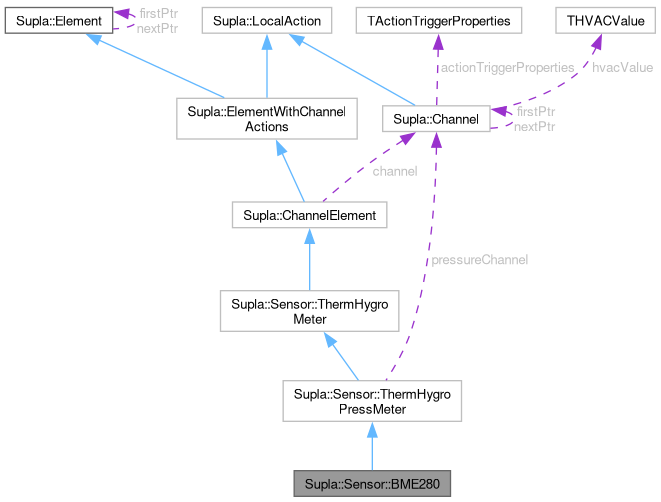 Supla::Element
firstPtr
nextPtr
Supla::LocalAction
TActionTriggerProperties
THVACValue
actionTriggerProperties
hvacValue
Supla::ElementWithChannel
Actions
Supla::Channel
firstPtr
nextPtr
channel
Supla::ChannelElement
pressureChannel
Supla::Sensor::ThermHygro
Meter
Supla::Sensor::ThermHygro
PressMeter
Supla::Sensor::BME280